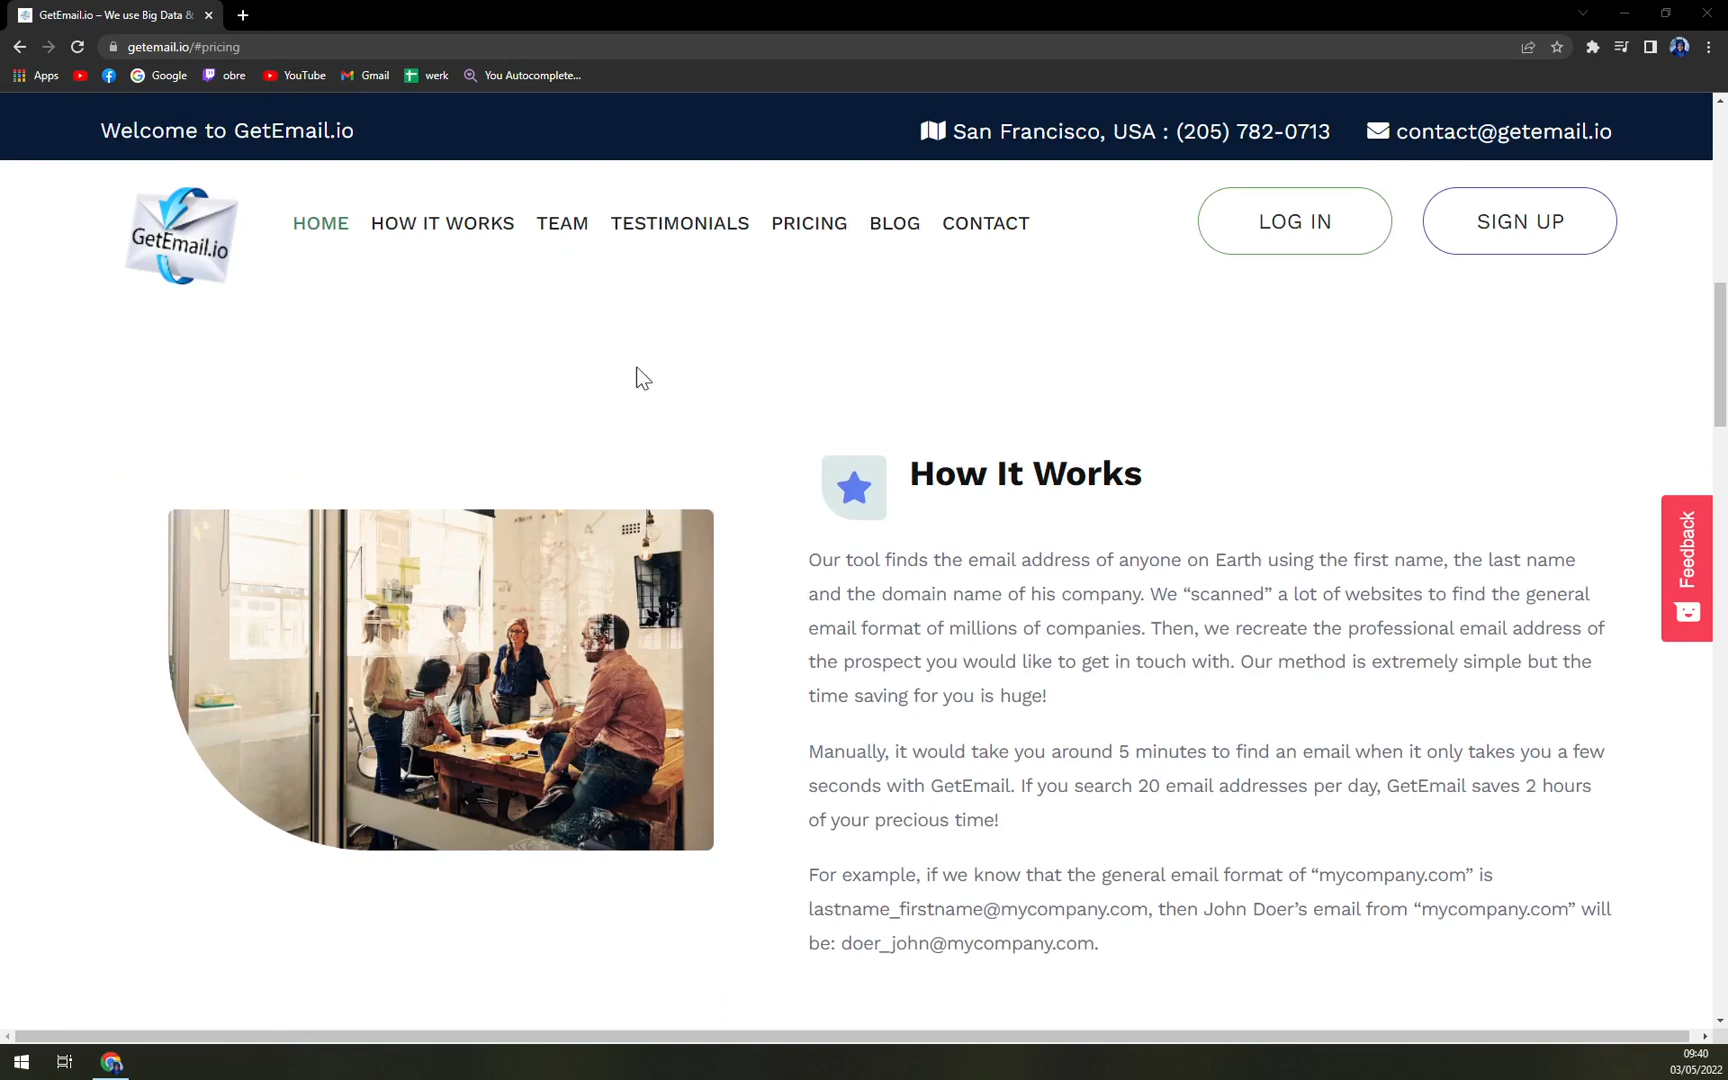 GetEmail.io – We use Big Data &
getemail.io/#pricing
Apps
Google
obre
YouTube
Gmail
werk
You Autocomplete...
Welcome to GetEmail.io
San Francisco, USA : (205) 782-0713
contact@getemail.io
GetEmail.io
HOME
HOW IT WORKS
TEAM
TESTIMONIALS
PRICING
BLOG
CONTACT
LOG IN
SIGN UP
How It Works
Our tool finds the email address of anyone on Earth using the first name, the last name
and the domain name of his company. We “scanned” a lot of websites to find the general
email format of millions of companies. Then, we recreate the professional email address of
the prospect you would like to get in touch with. Our method is extremely simple but the
time saving for you is huge!
Manually, it would take you around 5 minutes to find an email when it only takes you a few
seconds with GetEmail. If you search 20 email addresses per day, GetEmail saves 2 hours
of your precious time!
For example, if we know that the general email format of “mycompany.com” is
lastname_firstname@mycompany.com, then John Doer’s email from “mycompany.com” will
be: doer_john@mycompany.com.
Feedback
09:40
03/05/2022